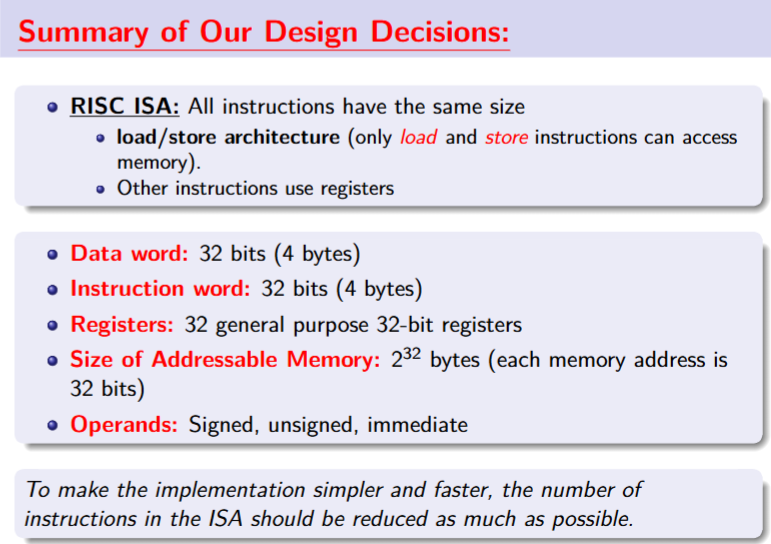 Summary of Our Design Decisions:
RISC ISA: All instructions have the same size
load/store architecture (only load and store instructions can access
memory).
Other instructions use registers
Data word: 32 bits (4 bytes)
Instruction word: 32 bits (4 bytes)
Registers: 32 general purpose 32-bit registers
Size of Addressable Memory: 2³² bytes (each memory address is
32 bits)
Operands: Signed, unsigned, immediate
To make the implementation simpler and faster, the number of
instructions in the ISA should be reduced as much as possible.